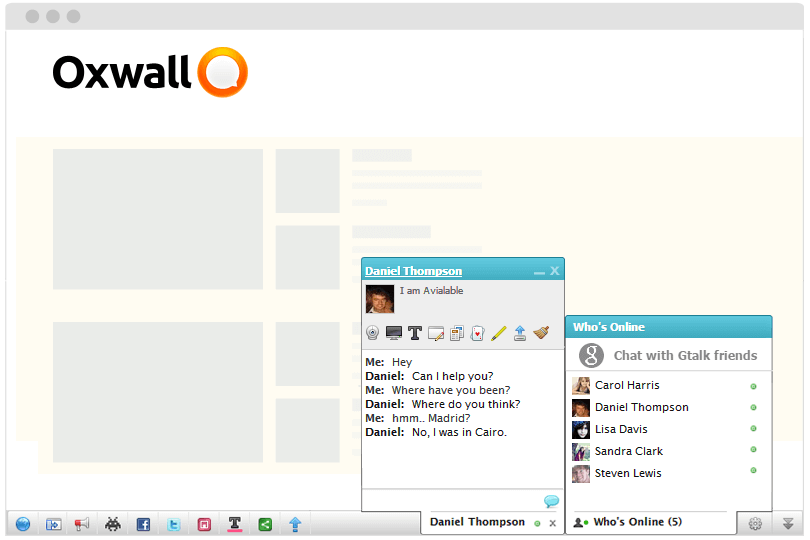 Oxwall
Daniel Thompson
I am Avialable
Me: Hey
Daniel: Can I help you?
Me: Where have you been?
Daniel: Where do you think?
Me: hmm.. Madrid?
Daniel: No, I was in Cairo.
Who's Online
g Chat with Gtalk friends
Carol Harris
Daniel Thompson
Lisa Davis
Sandra Clark
Steven Lewis
Daniel Thompson x
Who's Online (5)